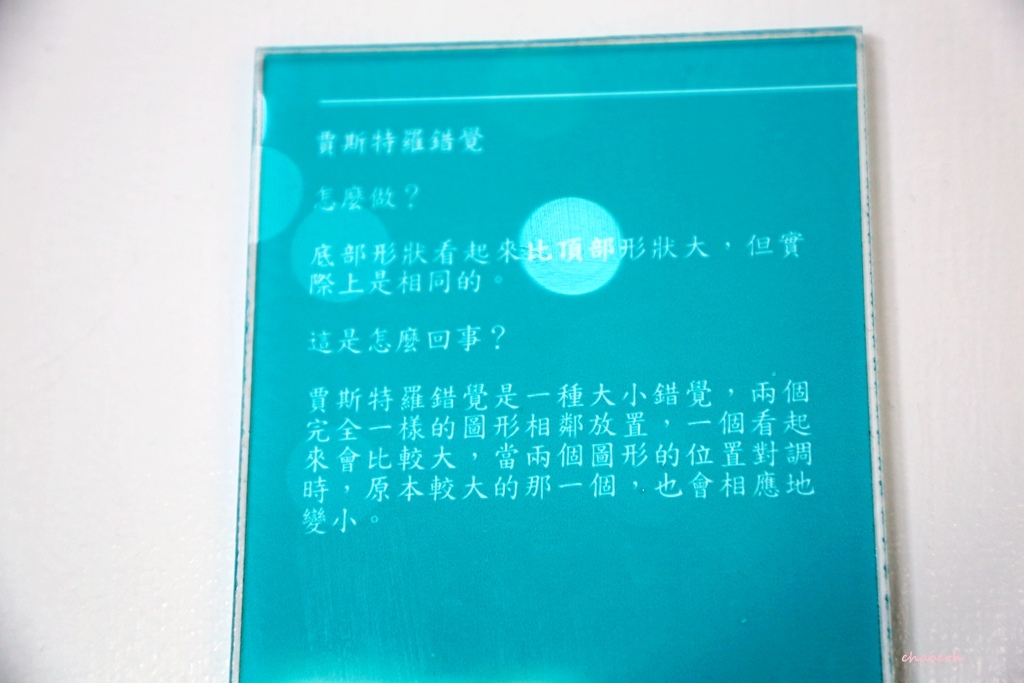 賈斯特羅錯覺
怎麼做？
底部形狀看起來比頂部形狀大，但實
際上是相同的。
這是怎麼回事？
賈斯特羅錯覺是一種大小錯覺，兩個
完全一樣的圖形相鄰放置，一個看起
來會比較大，當兩個圖形的位置對調
時，原本較大的那一個，也會相應地
變小。